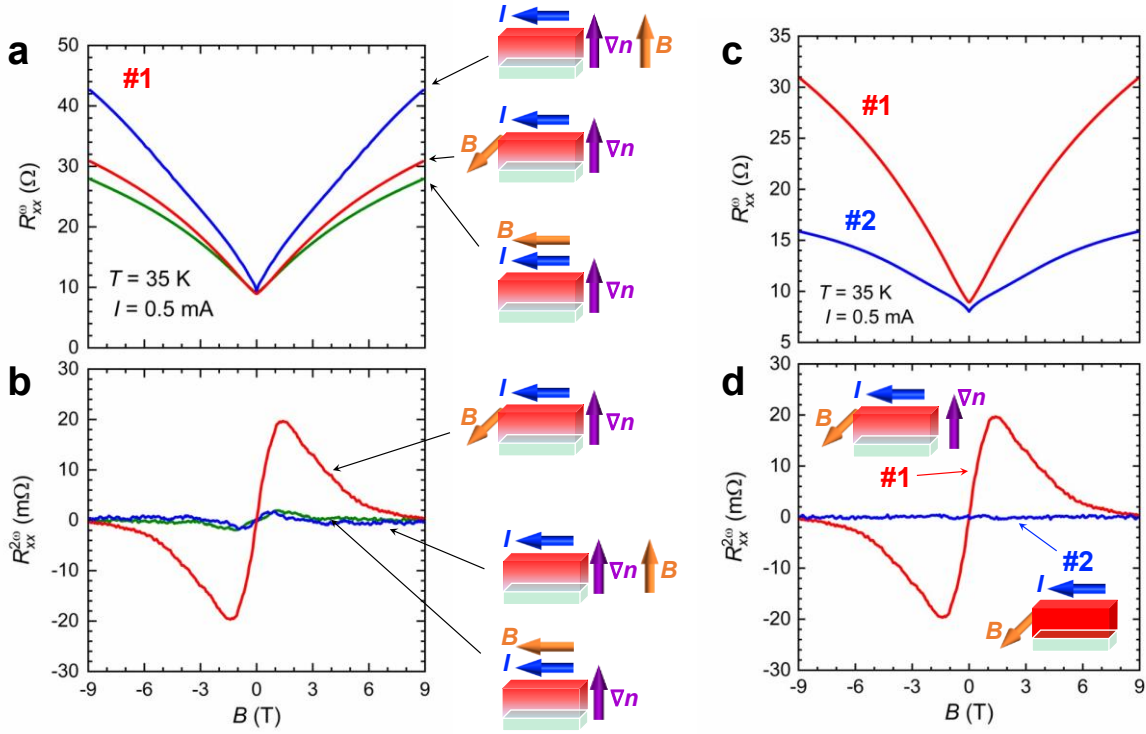 a
#1
50
40
30
20
10
0
R^ω_xx (Ω)
T = 35 K
I = 0.5 mA
I
∇n
B
I
B
∇n
B
I
∇n
b
30
20
10
0
-10
-20
-30
R^2ω_xx (mΩ)
-9 -6 -3 0 3 6 9
B (T)
I
B
∇n
I
∇n
B
B
I
∇n
c
35
30
25
20
15
10
5
R^ω_xx (Ω)
#1
#2
T = 35 K
I = 0.5 mA
d
30
20
10
0
-10
-20
-30
R^2ω_xx (mΩ)
I
∇n
B
#1
#2
I
B
-9 -6 -3 0 3 6 9
B (T)